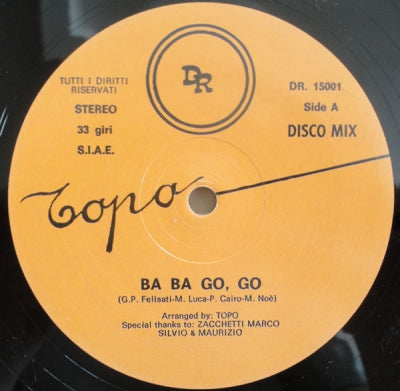 DR
TUTTI I DIRITTI
RISERVATI
STEREO
33 giri
S.I.A.E.
DR. 15001
Side A
DISCO MIX
Topo
BA BA GO, GO
(G.P. Felisati-M. Luca-P. Cairo-M. Noè)
Arranged by: TOPO
Special thanks to: ZACCHETTI MARCO
SILVIO & MAURIZIO